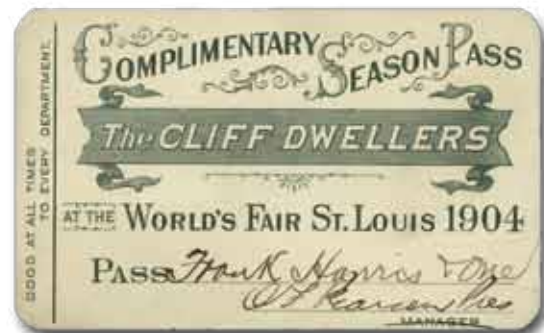 COMPLIMENTARY
SEASON PASS
The CLIFF DWELLERS
AT THE WORLD'S FAIR ST. LOUIS 1904
PASS Frank Harris & One
Pres
MANAGER
GOOD AT ALL TIMES
TO EVERY DEPARTMENT.